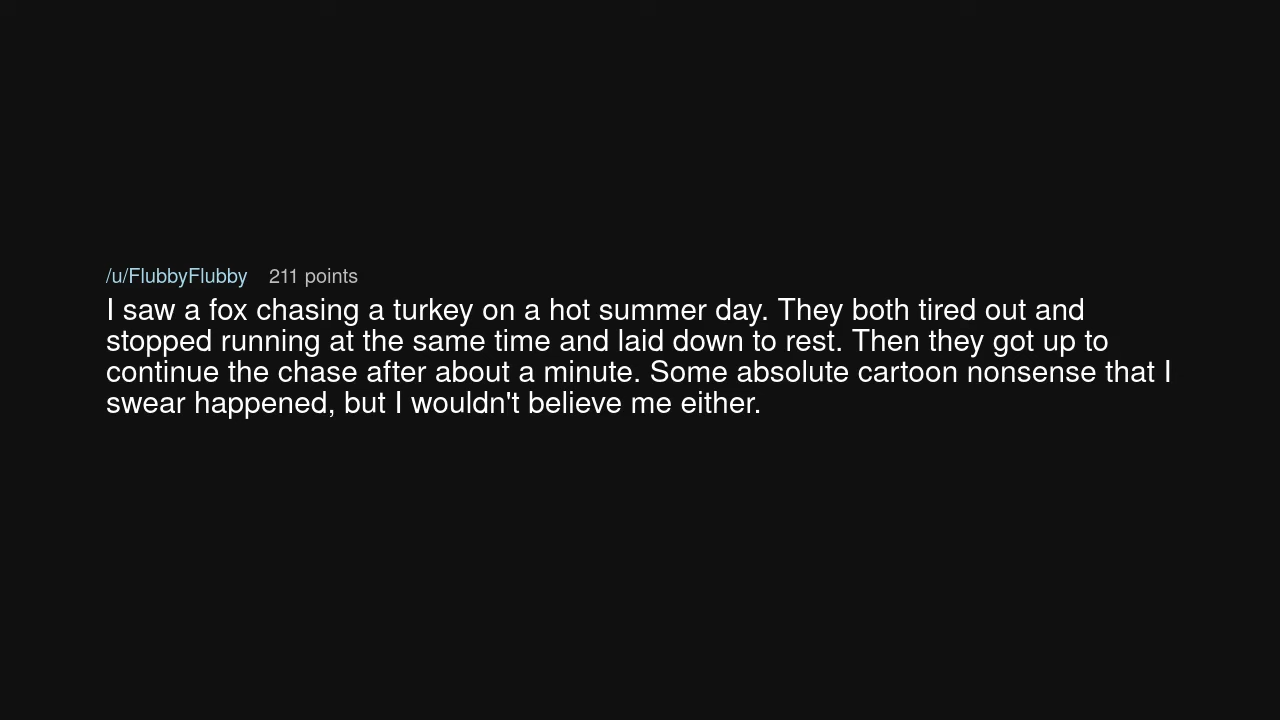 /u/FlubbyFlubby 211 points
I saw a fox chasing a turkey on a hot summer day. They both tired out and
stopped running at the same time and laid down to rest. Then they got up to
continue the chase after about a minute. Some absolute cartoon nonsense that I
swear happened, but I wouldn't believe me either.